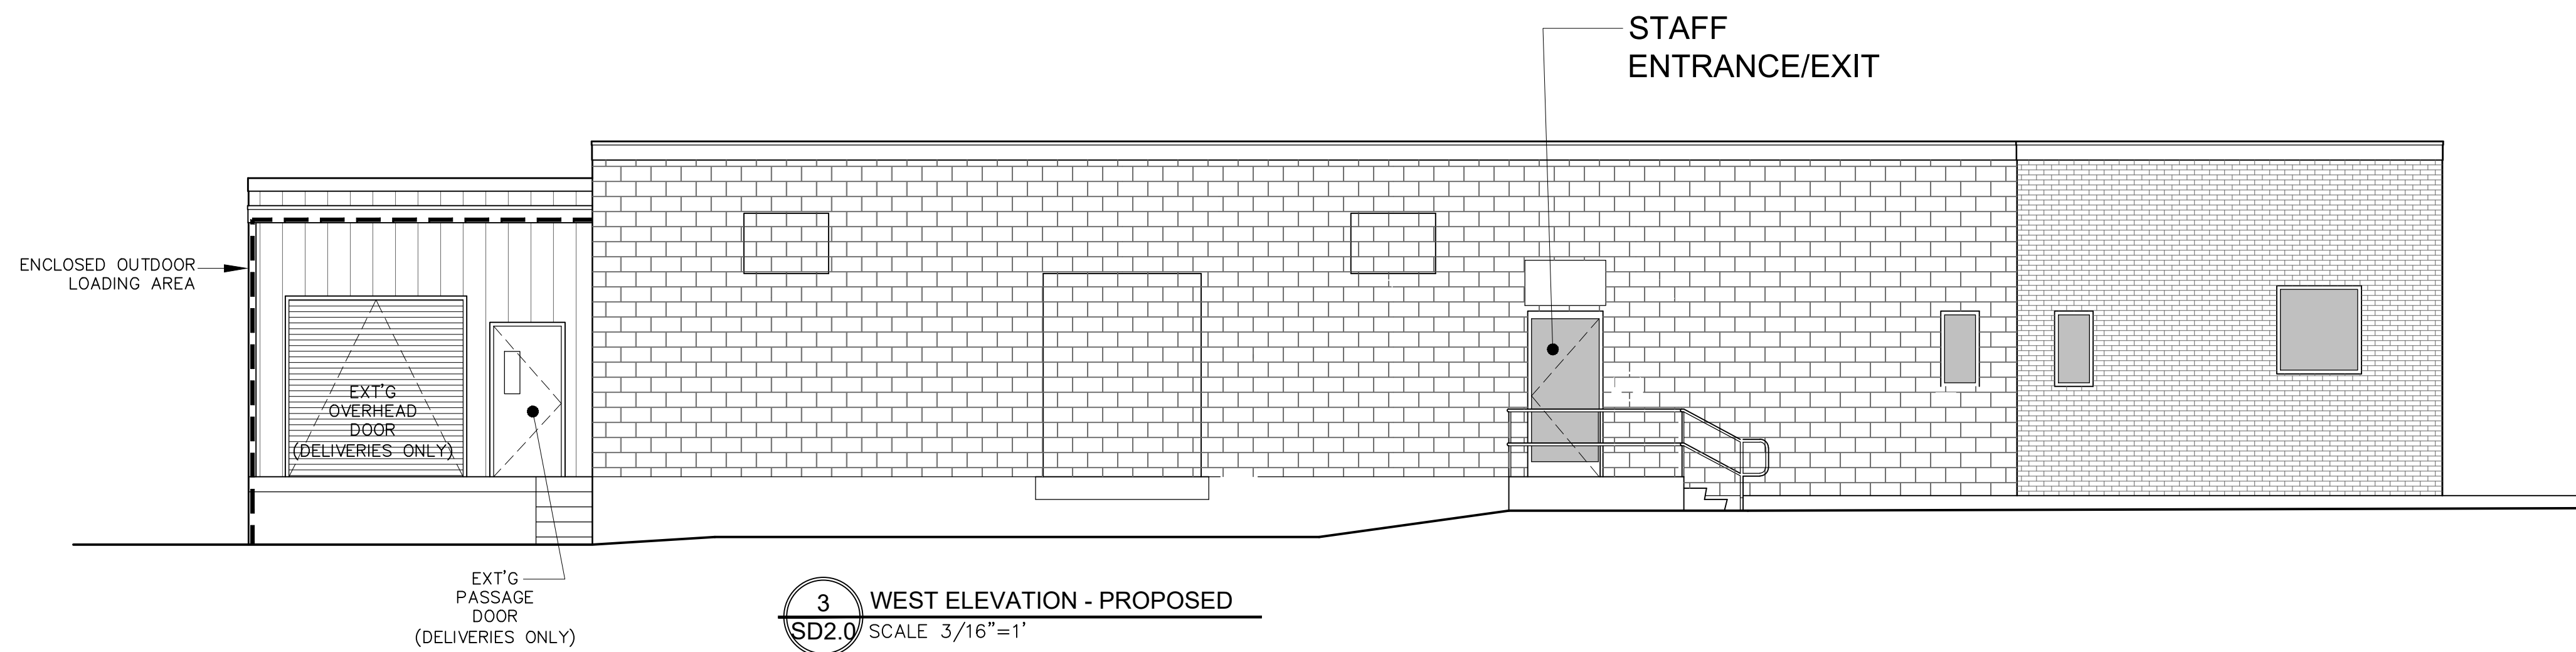 STAFF
ENTRANCE/EXIT
ENCLOSED OUTDOOR
LOADING AREA
EXT'G
OVERHEAD
DOOR
(DELIVERIES ONLY)
EXT'G
PASSAGE
DOOR
(DELIVERIES ONLY)
3
SD2.0
WEST ELEVATION - PROPOSED
SCALE 3/16"=1'